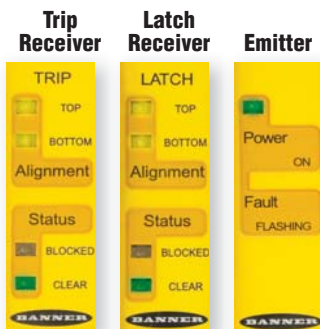 Trip
Receiver
Latch
Receiver
Emitter
TRIP
TOP
BOTTOM
Alignment
Status
BLOCKED
CLEAR
BANNER
LATCH
TOP
BOTTOM
Alignment
Status
BLOCKED
CLEAR
BANNER
Power
ON
Fault
FLASHING
BANNER